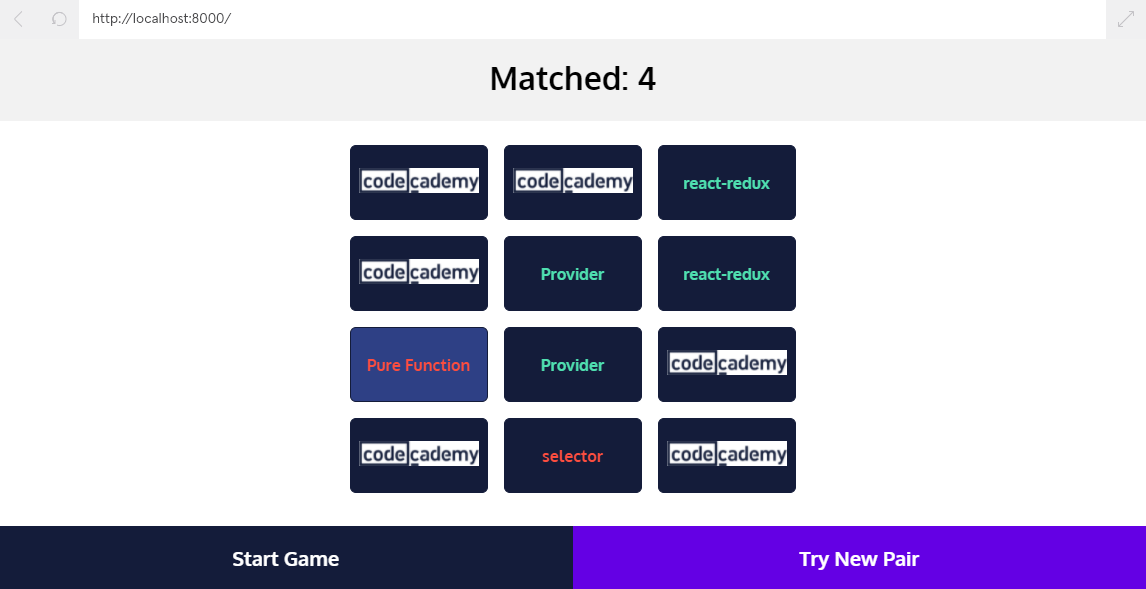 http://localhost:8000/
Matched: 4
codecademy codecademy react-redux
codecademy Provider react-redux
Pure Function Provider codecademy
codecademy selector codecademy
Start Game Try New Pair